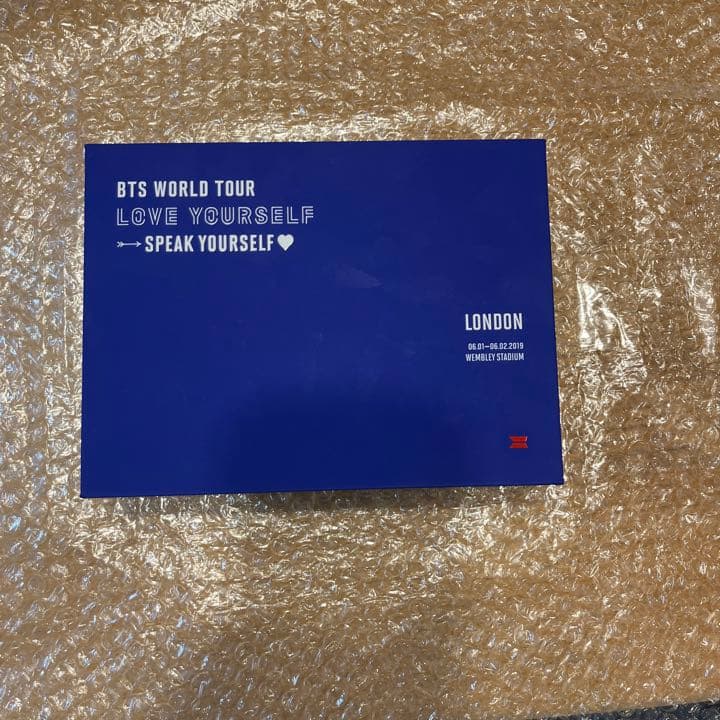 BTS WORLD TOUR
LOVE YOURSELF
SPEAK YOURSELF
LONDON
06.01—06.02.2019
WEMBLEY STADIUM